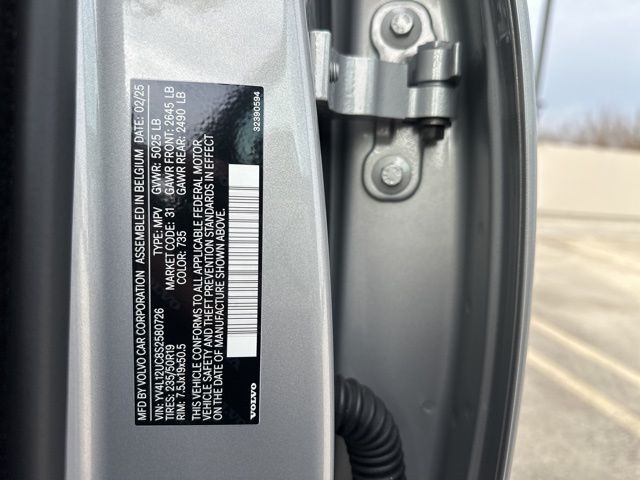 MFD BY VOLVO CAR CORPORATION ASSEMBLED IN BELGIUM DATE: 02/25
VIN: YV4L12UC8S2580726 TYPE: MPV GVWR: 5025 LB
TIRES: 235/50R19 MARKET CODE: 31 GAWR FRONT: 2645 LB
RIM: 7.5Jx19x50.5 COLOR: 735 GAWR REAR: 2490 LB
THIS VEHICLE CONFORMS TO ALL APPLICABLE FEDERAL MOTOR
VEHICLE SAFETY AND THEFT PREVENTION STANDARDS IN EFFECT
ON THE DATE OF MANUFACTURE SHOWN ABOVE.
VOLVO
32390594